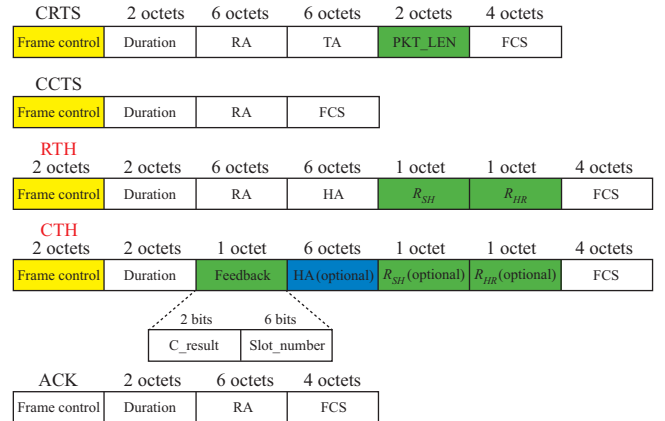 CRTS 2 octets 6 octets 6 octets 2 octets 4 octets
Frame control Duration RA TA PKT_LEN FCS
CCTS
Frame control Duration RA FCS
RTH
2 octets 2 octets 6 octets 6 octets 1 octet 1 octet 4 octets
Frame control Duration RA HA R_SH R_HR FCS
CTH
2 octets 2 octets 1 octet 6 octets 1 octet 1 octet 4 octets
Frame control Duration Feedback HA(optional) R_SH(optional) R_HR(optional) FCS
2 bits 6 bits
C_result Slot_number
ACK 2 octets 6 octets 4 octets
Frame control Duration RA FCS